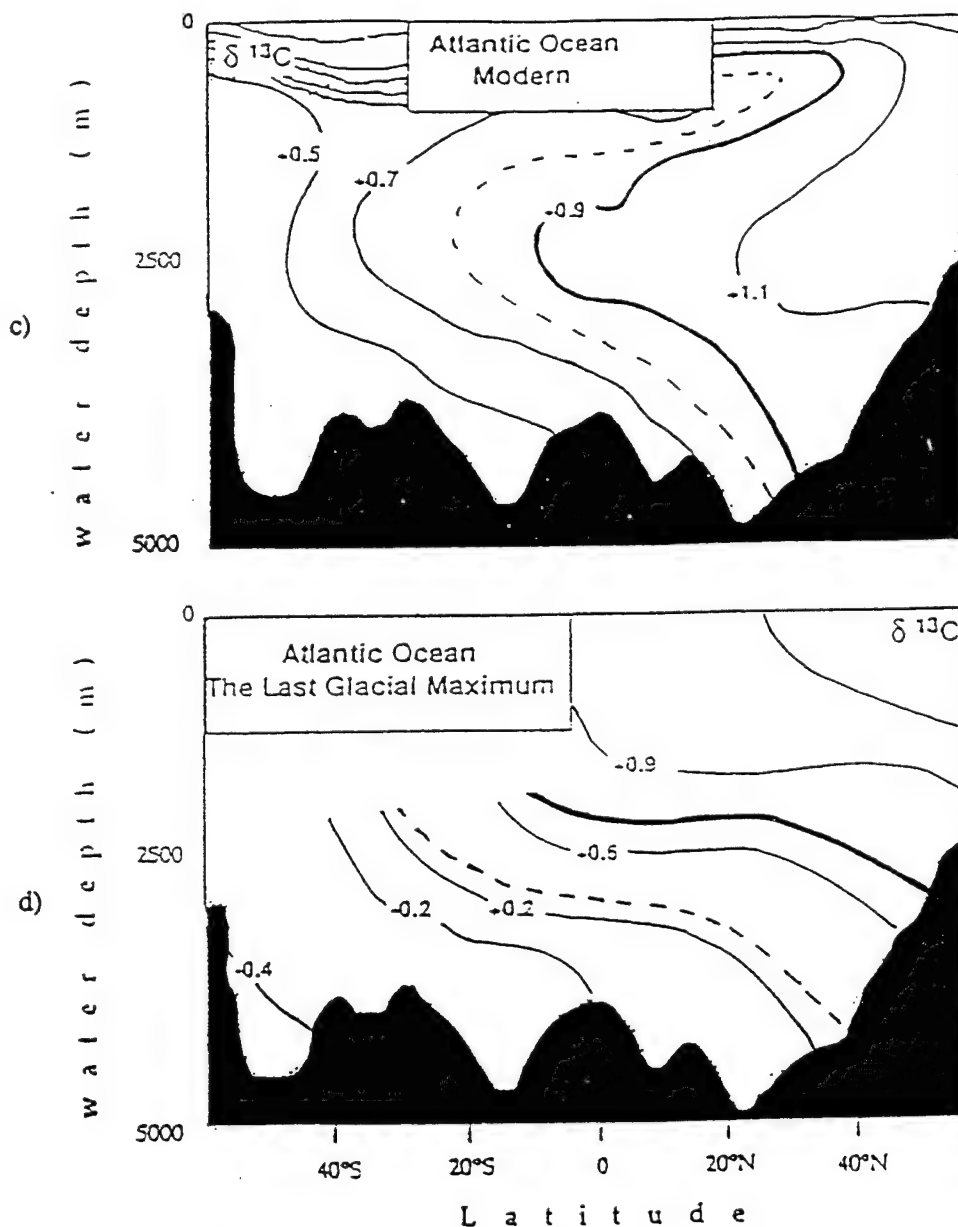 0
δ 13C
Atlantic Ocean
Modern
+0.5
+0.7
+0.9
+1.1
2500
5000
c)
water depth (m)
0
δ 13C
Atlantic Ocean
The Last Glacial Maximum
+0.9
+0.6
+0.2
-0.2
-0.4
2500
5000
d)
water depth (m)
40°S 20°S 0 20°N 40°N
Latitude